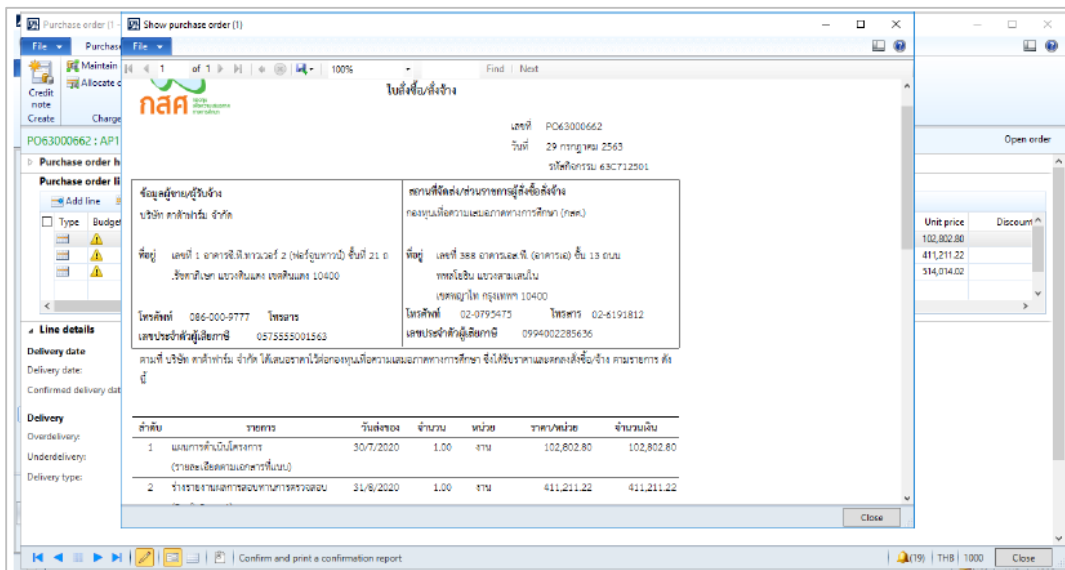 Purchase order (1 -
Show purchase order (1)
File
Purchas
File
Maintain
Allocate c
Credit
note
Create
Charge
1 of 1
100%
Find | Next
กสศ
ใบสั่งซื้อ/สั่งจ้าง
เลขที่ PO63000662
วันที่ 29 กรกฎาคม 2563
รหัสกิจกรรม 63C712501
PO63000662 : AP1
Open order
Purchase order h
Purchase order li
Add line
Type Budget
Unit price Discount
102,802.80
411,211.22
514,014.02
ข้อมูลผู้ขาย/ผู้รับจ้าง
บริษัท ดาต้าฟาร์ม จำกัด
ที่อยู่ เลขที่ 1 อาคารซี.พี.ทาวเวอร์ 2 (ฟอร์จูนทาวน์) ชั้นที่ 21 ถ
.รัชดาภิเษก แขวงดินแดง เขตดินแดง 10400
โทรศัพท์ 086-000-9777 โทรสาร
เลขประจำตัวผู้เสียภาษี 0575555001563
สถานที่จัดส่ง/ส่วนราชการผู้สั่งซื้อสั่งจ้าง
กองทุนเพื่อความเสมอภาคทางการศึกษา (กสศ.)
ที่อยู่ เลขที่ 388 อาคารเอส.พี. (อาคารเอ) ชั้น 13 ถนน
พหลโยธิน แขวงสามเสนใน
เขตพญาไท กรุงเทพฯ 10400
โทรศัพท์ 02-0795475 โทรสาร 02-6191812
เลขประจำตัวผู้เสียภาษี 0994002285636
ตามที่ บริษัท ดาต้าฟาร์ม จำกัด ได้เสนอราคาไว้ต่อกองทุนเพื่อความเสมอภาคทางการศึกษา ซึ่งได้รับราคาและตกลงสั่งซื้อ/จ้าง ตามรายการ ดัง
นี้
ลำดับ รายการ วันส่งของ จำนวน หน่วย ราคา/หน่วย จำนวนเงิน
1 แผนการดำเนินโครงการ 30/7/2020 1.00 งาน 102,802.80 102,802.80
(รายละเอียดตามเอกสารที่แนบ)
2 ร่างรายงานผลการสอบทานการตรวจสอบ 31/8/2020 1.00 งาน 411,211.22 411,211.22
Line details
Delivery date
Delivery date:
Confirmed delivery dat
Delivery
Overdelivery:
Underdelivery:
Delivery type:
Close
Confirm and print a confirmation report
(19) THB 1000 Close